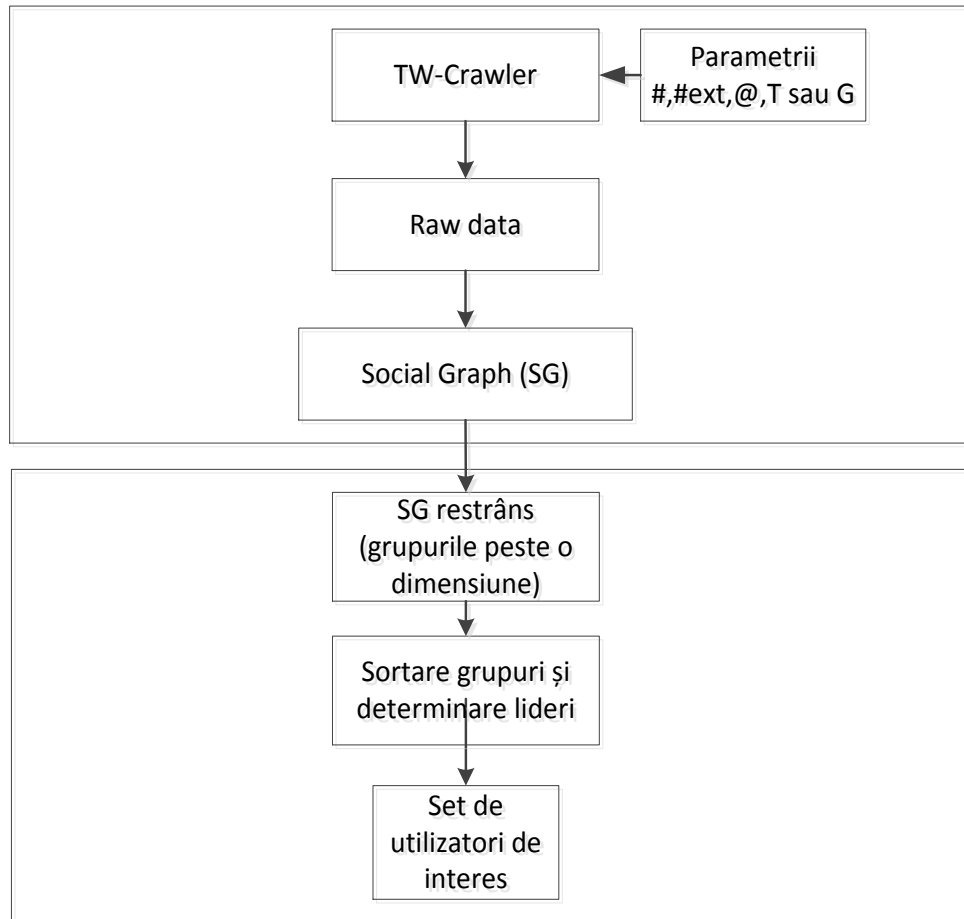 TW-Crawler
Parametrii
#,#ext,@,T sau G
Raw data
Social Graph (SG)
SG restrâns
(grupurile peste o
dimensiune)
Sortare grupuri și
determinare lideri
Set de
utilizatori de
interes